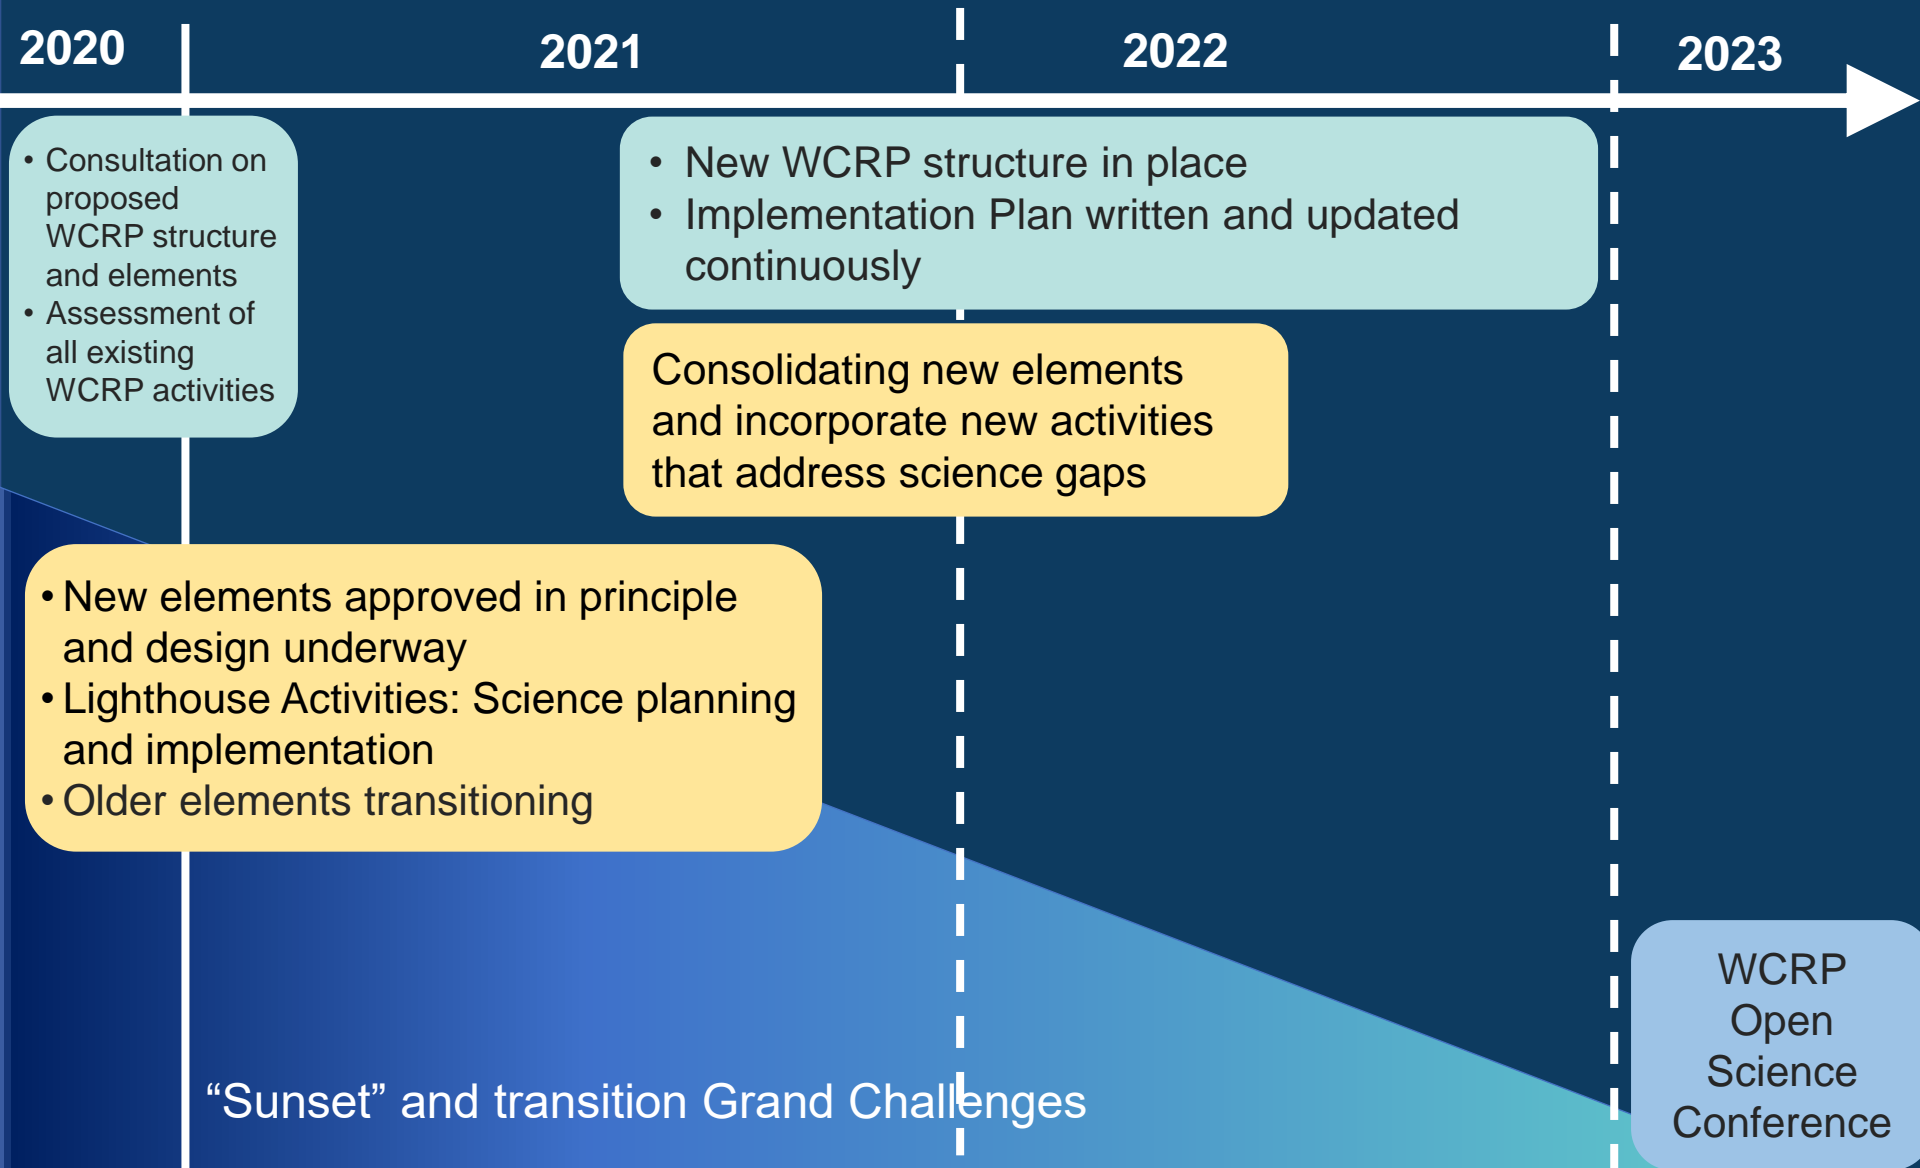 2020
2021
2022
2023
• Consultation on
proposed
WCRP structure
and elements
• Assessment of
all existing
WCRP activities
• New WCRP structure in place
• Implementation Plan written and updated
continuously
Consolidating new elements
and incorporate new activities
that address science gaps
• New elements approved in principle
and design underway
• Lighthouse Activities: Science planning
and implementation
• Older elements transitioning
“Sunset” and transition Grand Challenges
WCRP
Open
Science
Conference